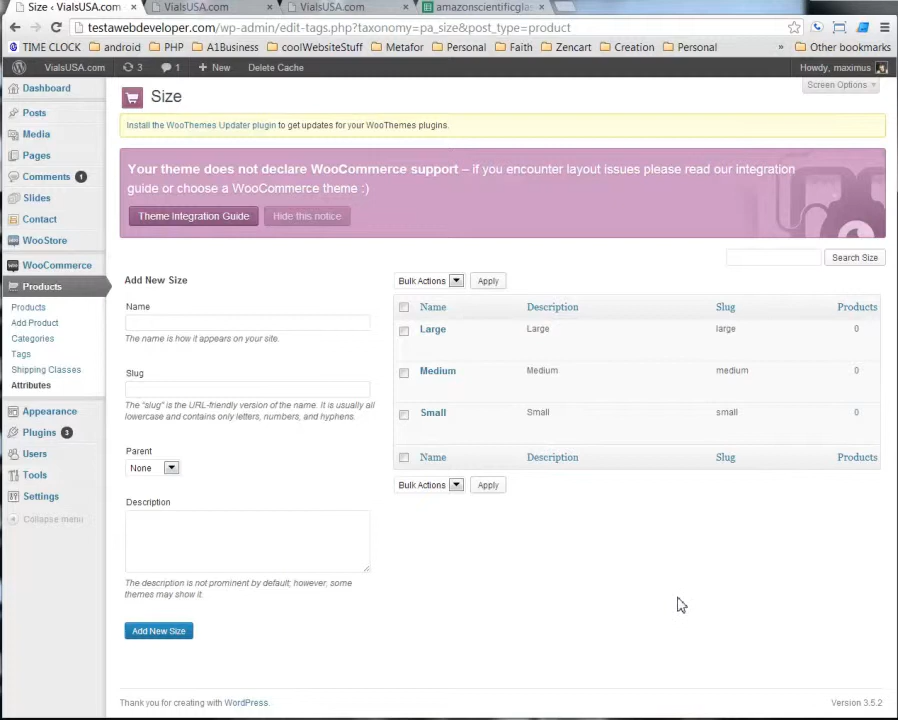 Size ‹ VialsUSA.com
VialsUSA.com
VialsUSA.com
amazonscientificglas
testawebdeveloper.com/wp-admin/edit-tags.php?taxonomy=pa_size&post_type=product
TIME CLOCK
android
PHP
A1Business
coolWebsiteStuff
Metafor
Personal
Faith
Zencart
Creation
Personal
»
Other bookmarks
VialsUSA.com
3
1
+ New
Delete Cache
Howdy, maximus
Screen Options
Dashboard
Posts
Media
Pages
Comments 1
Slides
Contact
WooStore
WooCommerce
Products
Products
Add Product
Categories
Tags
Shipping Classes
Attributes
Appearance
Plugins 3
Users
Tools
Settings
Collapse menu
Size
Install the WooThemes Updater plugin to get updates for your WooThemes plugins.
Your theme does not declare WooCommerce support – if you encounter layout issues please read our integration
guide or choose a WooCommerce theme :)
Theme Integration Guide
Hide this notice
Search Size
Add New Size
Name
The name is how it appears on your site.
Slug
The "slug" is the URL-friendly version of the name. It is usually all
lowercase and contains only letters, numbers, and hyphens.
Parent
None
Description
The description is not prominent by default; however, some
themes may show it.
Add New Size
Bulk Actions
Apply
Name Description Slug Products
Large Large large 0
Medium Medium medium 0
Small Small small 0
Name Description Slug Products
Bulk Actions
Apply
Thank you for creating with WordPress.
Version 3.5.2